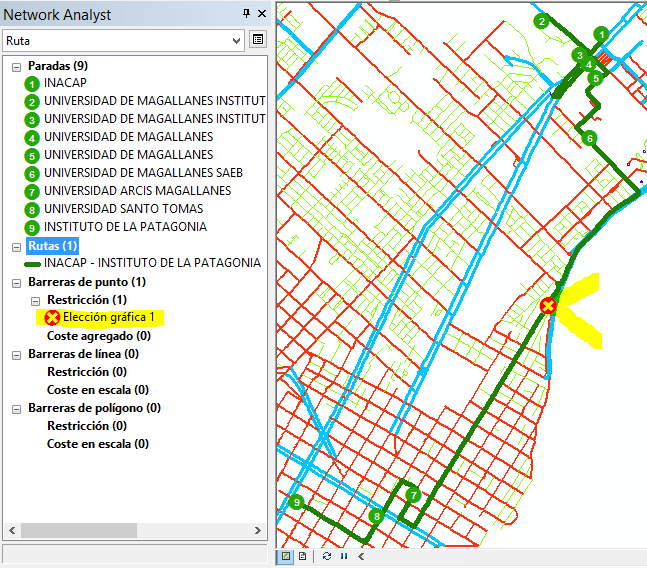 Network Analyst
Ruta
Paradas (9)
1 INACAP
2 UNIVERSIDAD DE MAGALLANES INSTITUT
3 UNIVERSIDAD DE MAGALLANES INSTITUT
4 UNIVERSIDAD DE MAGALLANES
5 UNIVERSIDAD DE MAGALLANES
6 UNIVERSIDAD DE MAGALLANES SAEB
7 UNIVERSIDAD ARCIS MAGALLANES
8 UNIVERSIDAD SANTO TOMAS
9 INSTITUTO DE LA PATAGONIA
Rutas (1)
INACAP - INSTITUTO DE LA PATAGONIA
Barreras de punto (1)
Restricción (1)
Elección gráfica 1
Coste agregado (0)
Barreras de línea (0)
Restricción (0)
Coste en escala (0)
Barreras de polígono (0)
Restricción (0)
Coste en escala (0)
2
1
3
4
5
6
7
9
8